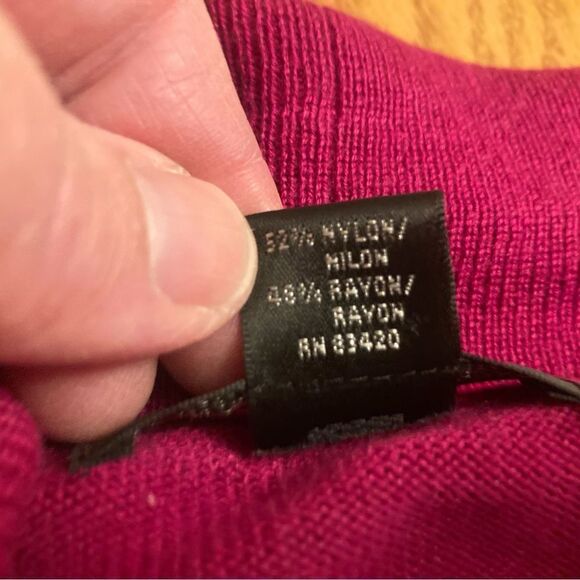 52% NYLON/
NILON
48% RAYON/
RAYON
RN 83420